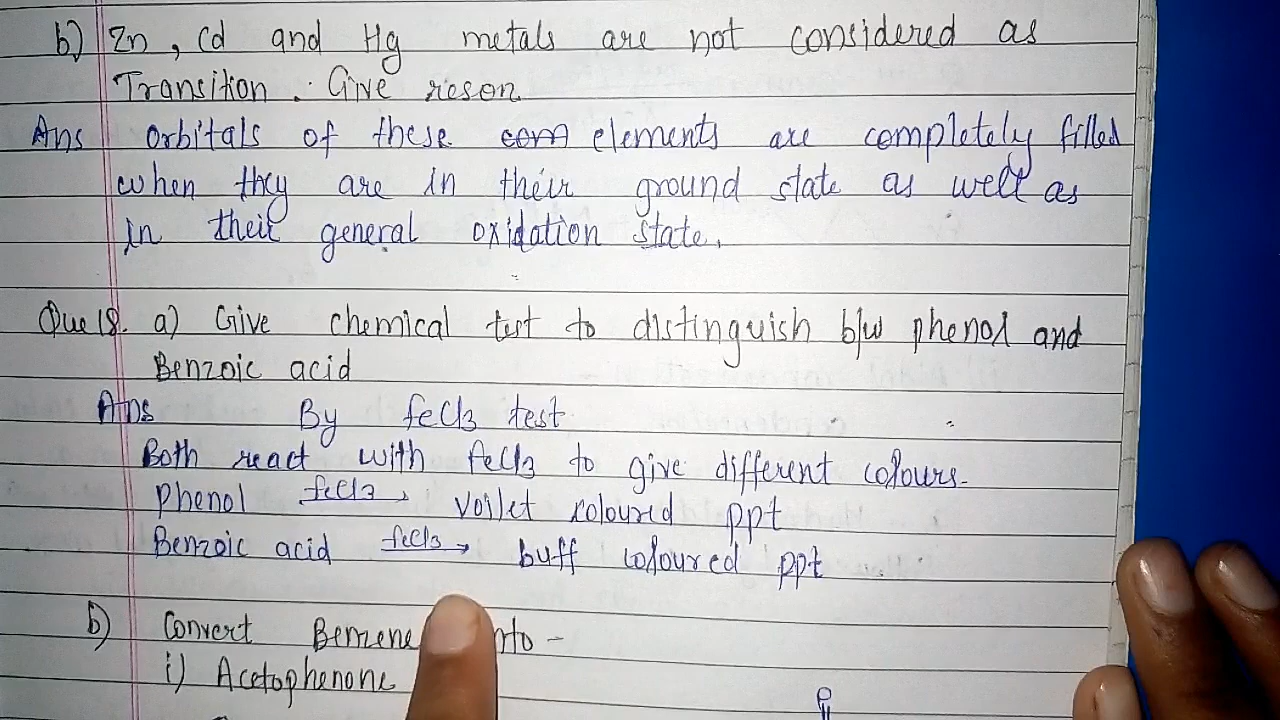 b) Zn, Cd and Hg metals are not considered as
Transition. Give reson
Ans orbitals of these com elements are completely filled
when they are in their ground state as well as
in their general oxidation state.
Que18. a) Give chemical test to distinguish b/w phenol and
Benzoic acid
Ans By feCl3 test
Both react with feCl3 to give different colours.
Phenol feCl3→ Voilet coloured ppt
Benzoic acid feCl3→ buff coloured ppt
b) Convert Benzene nto -
i) Acetophenone